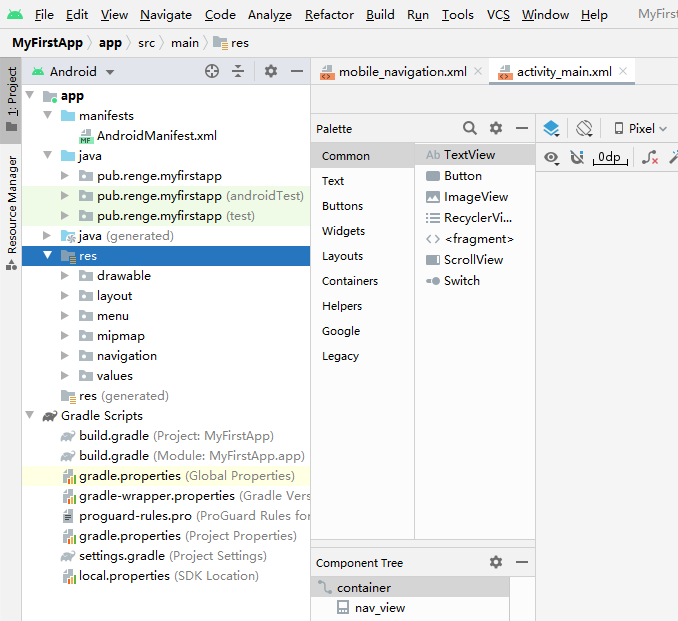 File Edit View Navigate Code Analyze Refactor Build Run Tools VCS Window Help MyFirst
MyFirstApp app src main res
1: Project
Resource Manager
Android
app
manifests
AndroidManifest.xml
java
pub.renge.myfirstapp
pub.renge.myfirstapp (androidTest)
pub.renge.myfirstapp (test)
java (generated)
res
drawable
layout
menu
mipmap
navigation
values
res (generated)
Gradle Scripts
build.gradle (Project: MyFirstApp)
build.gradle (Module: MyFirstApp.app)
gradle.properties (Global Properties)
gradle-wrapper.properties (Gradle Vers
proguard-rules.pro (ProGuard Rules for
gradle.properties (Project Properties)
settings.gradle (Project Settings)
local.properties (SDK Location)
mobile_navigation.xml activity_main.xml
Palette
Common
Text
Buttons
Widgets
Layouts
Containers
Helpers
Google
Legacy
Ab TextView
Button
ImageView
RecyclerVi...
<fragment>
ScrollView
Switch
Pixel
0dp
Component Tree
container
nav_view